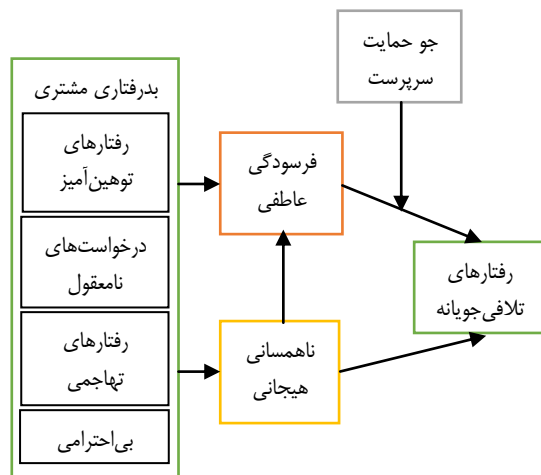 جو حمایت
سرپرست
بدرفتاری مشتری
رفتارهای
توهین‌آمیز
درخواست‌های
نامعقول
رفتارهای
تهاجمی
بی‌احترامی
فرسودگی
عاطفی
ناهمسانی
هیجانی
رفتارهای
تلافی‌جویانه